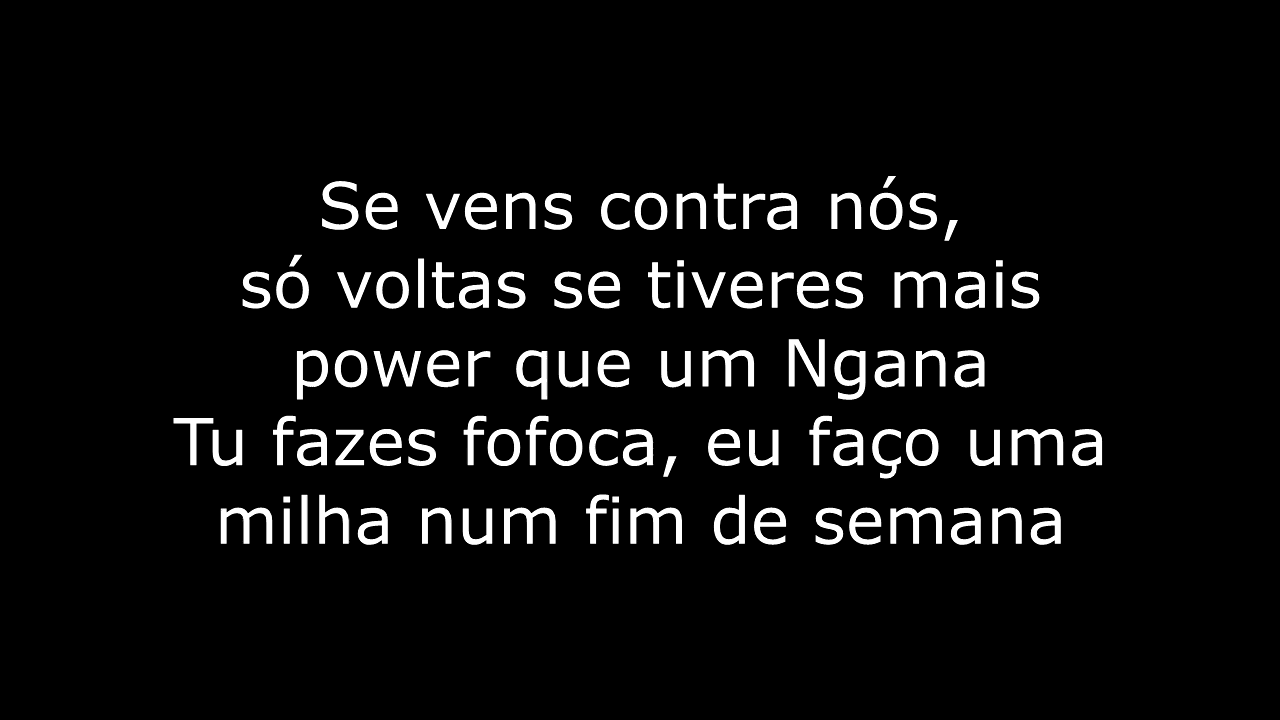 Se vens contra nós,
só voltas se tiveres mais
power que um Ngana
Tu fazes fofoca, eu faço uma
milha num fim de semana